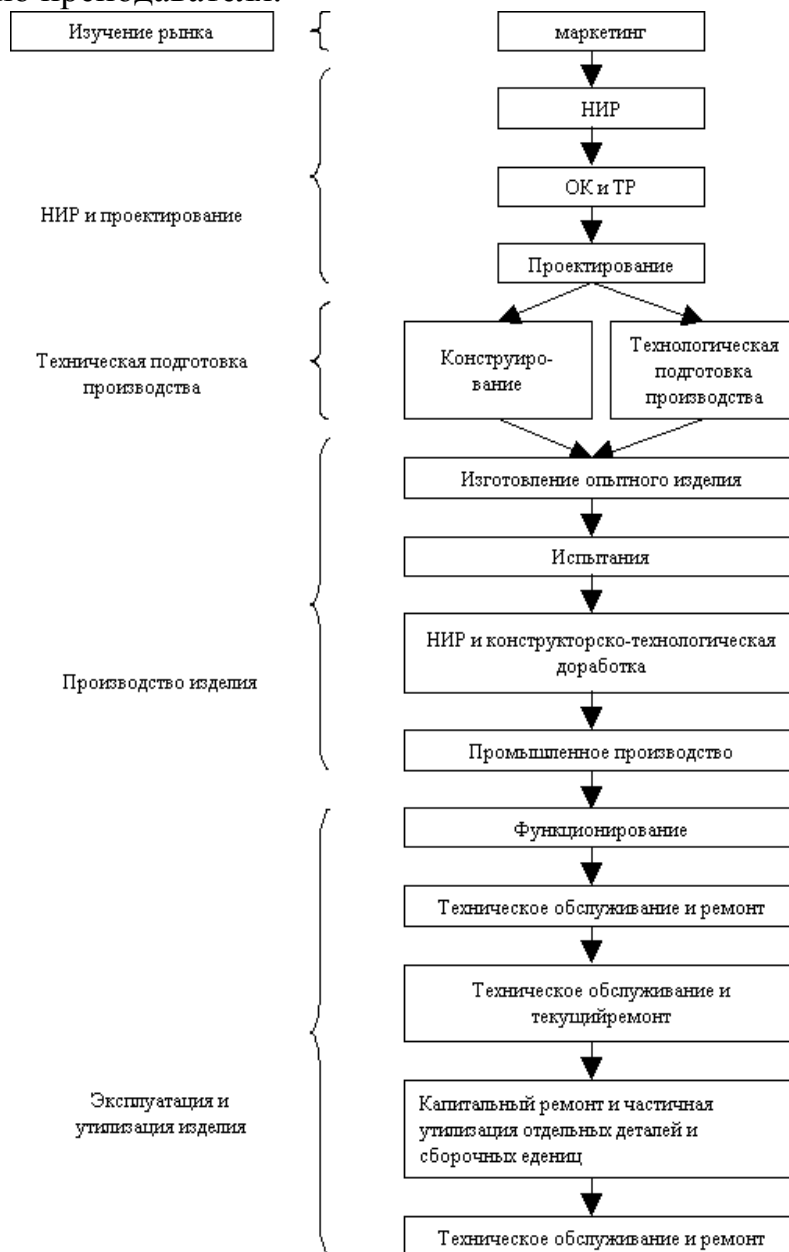 но преподавателя.
Изучение рынка
маркетинг
НИР
ОК и ТР
НИР и проектирование
Проектирование
Техническая подготовка
производства
Конструиро-
вание
Технологическая
подготовка
производства
Изготовление опытного изделия
Испытания
НИР и конструкторско-технологическая
доработка
Производство изделия
Промышленное производство
Функционирование
Техническое обслуживание и ремонт
Техническое обслуживание и
текущийремонт
Эксплуатация и
утилизация изделия
Капитальный ремонт и частичная
утилизация отдельных деталей и
сборочных едениц
Техническое обслуживание и ремонт